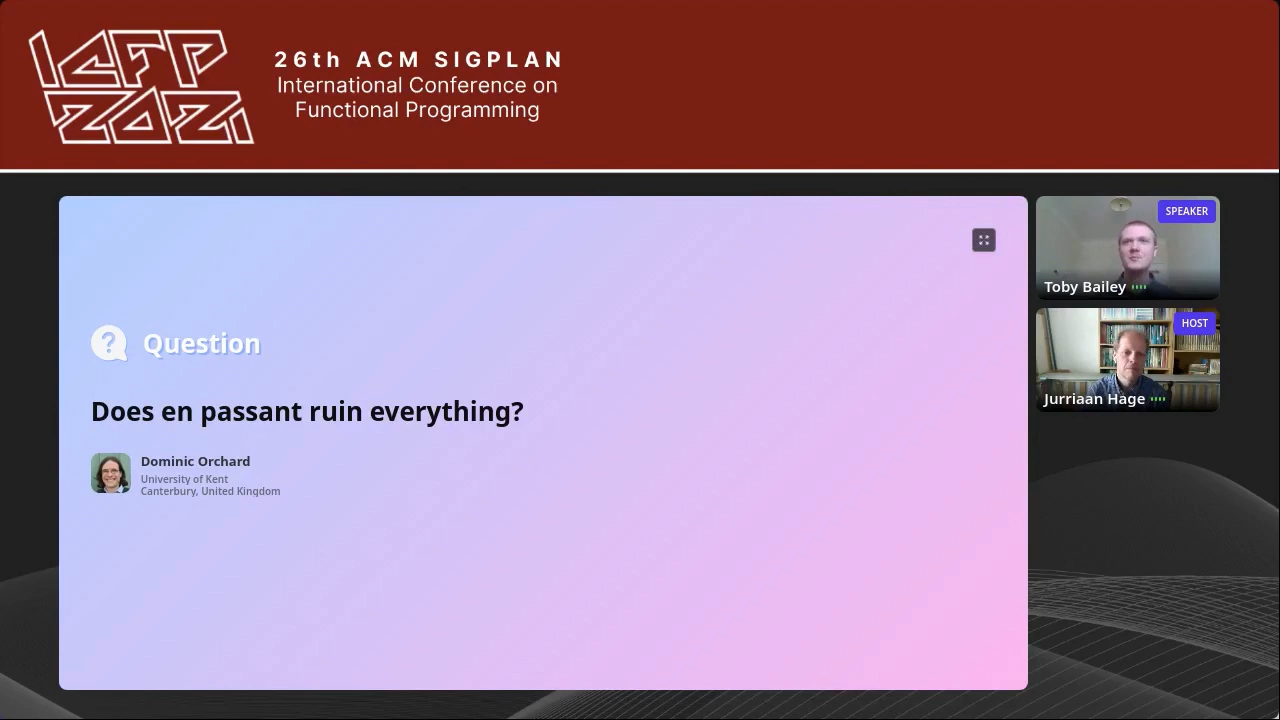 ICFP
2021
26th ACM SIGPLAN
International Conference on
Functional Programming
Question
Does en passant ruin everything?
Dominic Orchard
University of Kent
Canterbury, United Kingdom
SPEAKER
Toby Bailey
HOST
Jurriaan Hage